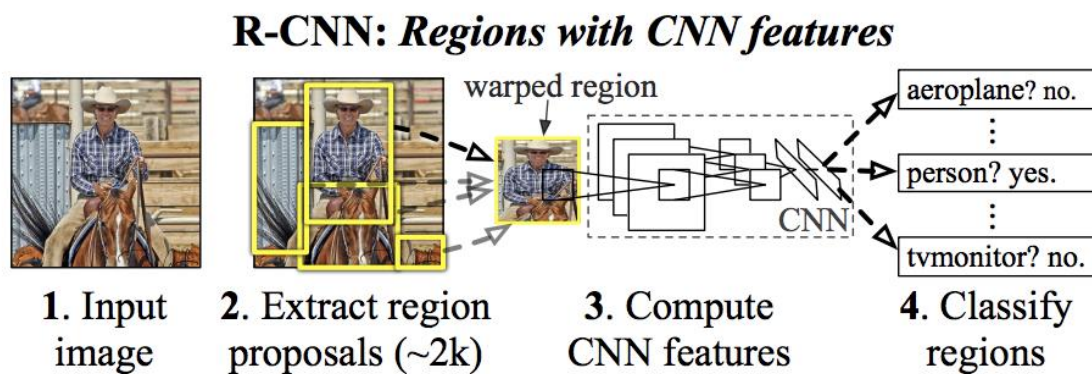 R-CNN: Regions with CNN features
warped region
aeroplane? no.
⋮
person? yes.
⋮
tvmonitor? no.
CNN
1. Input
image
2. Extract region
proposals (~2k)
3. Compute
CNN features
4. Classify
regions